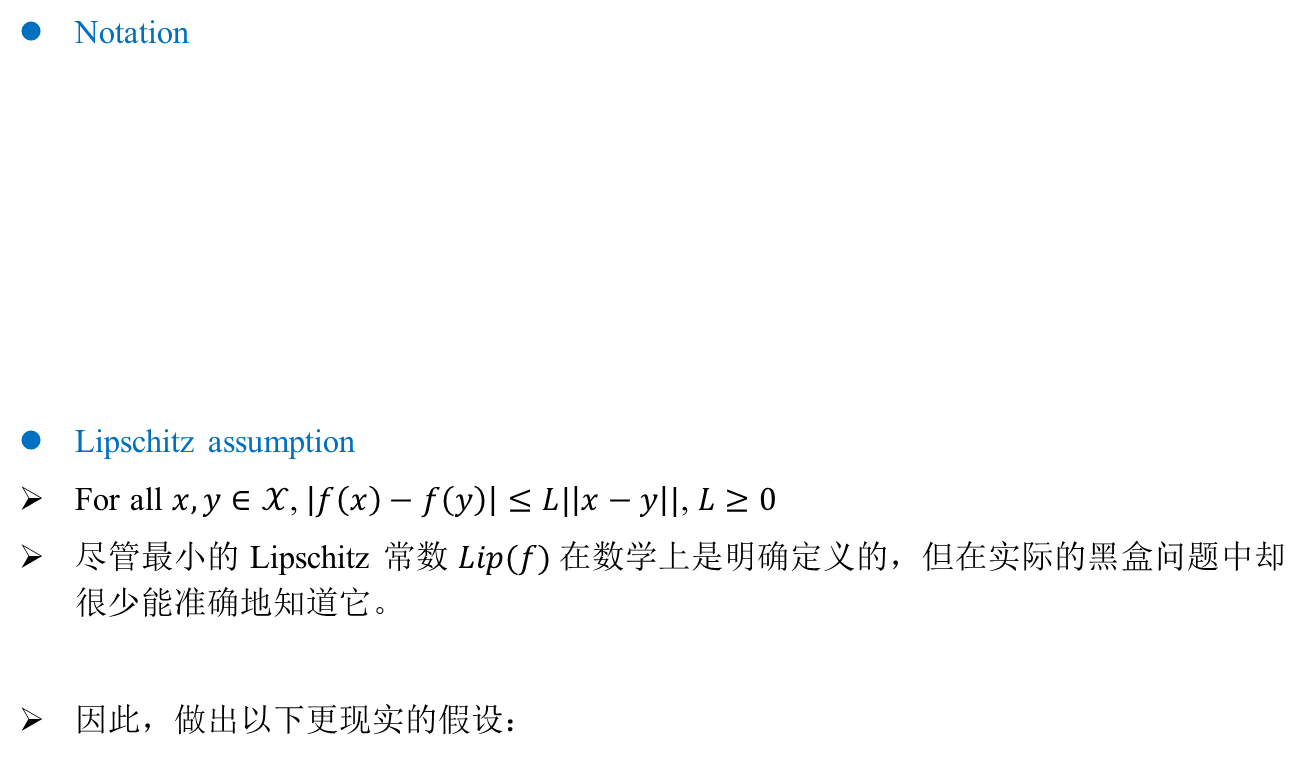 ● Notation
● Lipschitz assumption
➢ For all 𝑥, 𝑦 ∈ 𝒳, |𝑓(𝑥) − 𝑓(𝑦)| ≤ 𝐿||𝑥 − 𝑦||, 𝐿 ≥ 0
➢ 尽管最小的 Lipschitz 常数 𝐿𝑖𝑝(𝑓) 在数学上是明确定义的，但在实际的黑盒问题中却
很少能准确地知道它。
➢ 因此，做出以下更现实的假设：